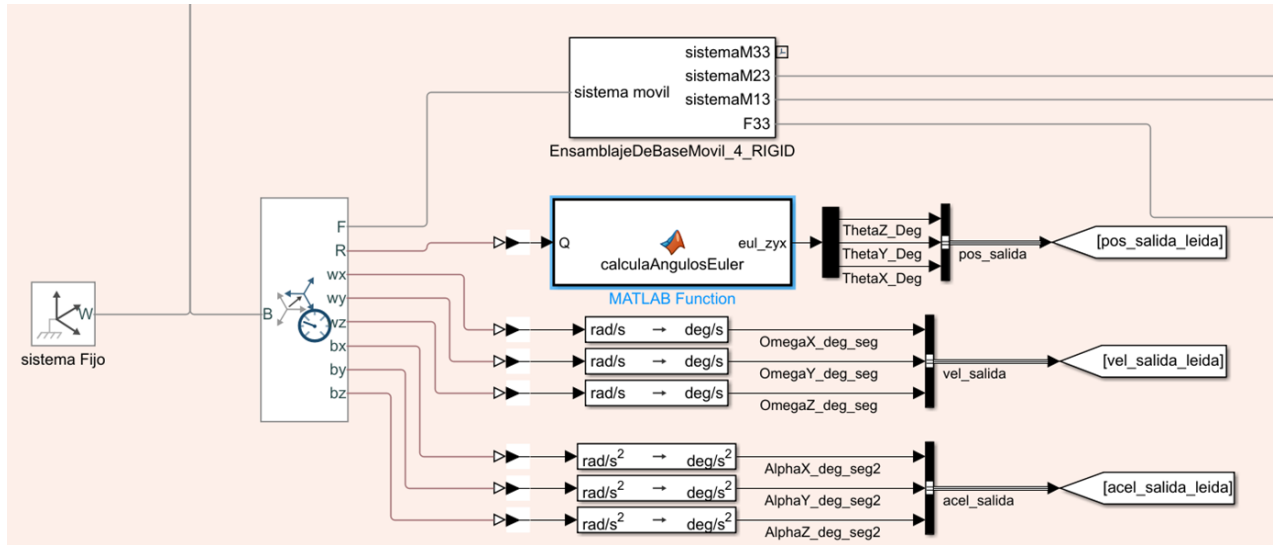 sistemaM33
sistemaM23
sistema movil
sistemaM13
F33
EnsamblajeDeBaseMovil_4_RIGID
F
R
wx
wy
wz
bx
by
bz
B
W
sistema Fijo
Q
eul_zyx
calculaAngulosEuler
MATLAB Function
ThetaZ_Deg
ThetaY_Deg
ThetaX_Deg
pos_salida
[pos_salida_leida]
rad/s → deg/s
OmegaX_deg_seg
rad/s → deg/s
OmegaY_deg_seg
rad/s → deg/s
OmegaZ_deg_seg
vel_salida
[vel_salida_leida]
rad/s² → deg/s²
AlphaX_deg_seg2
rad/s² → deg/s²
AlphaY_deg_seg2
rad/s² → deg/s²
AlphaZ_deg_seg2
acel_salida
[acel_salida_leida]